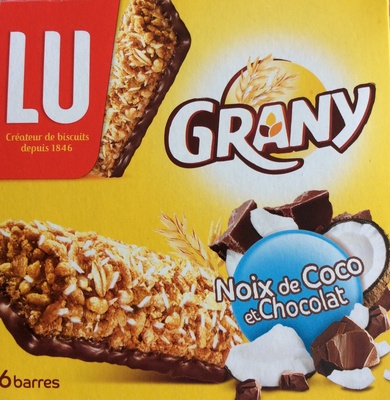 LU
Créateur de biscuits
depuis 1846
GRANY
Noix de Coco
et Chocolat
6 barres